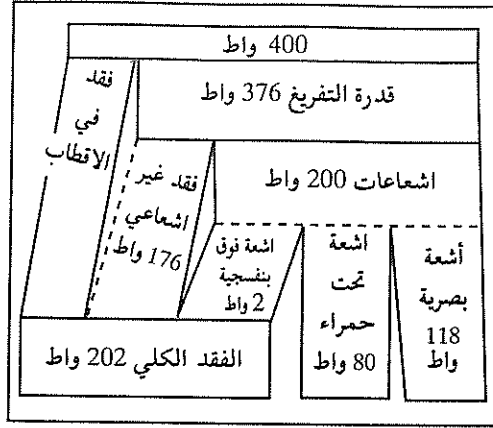 400 واط
قدرة التفريغ 376 واط
فقد
في
الاقطاب
اشعاعات 200 واط
فقد غير
اشعاعي
176 واط
اشعة فوق
بنفسجية
2 واط
اشعة
تحت
حمراء
80 واط
أشعة
بصرية
118
واط
الفقد الكلي 202 واط